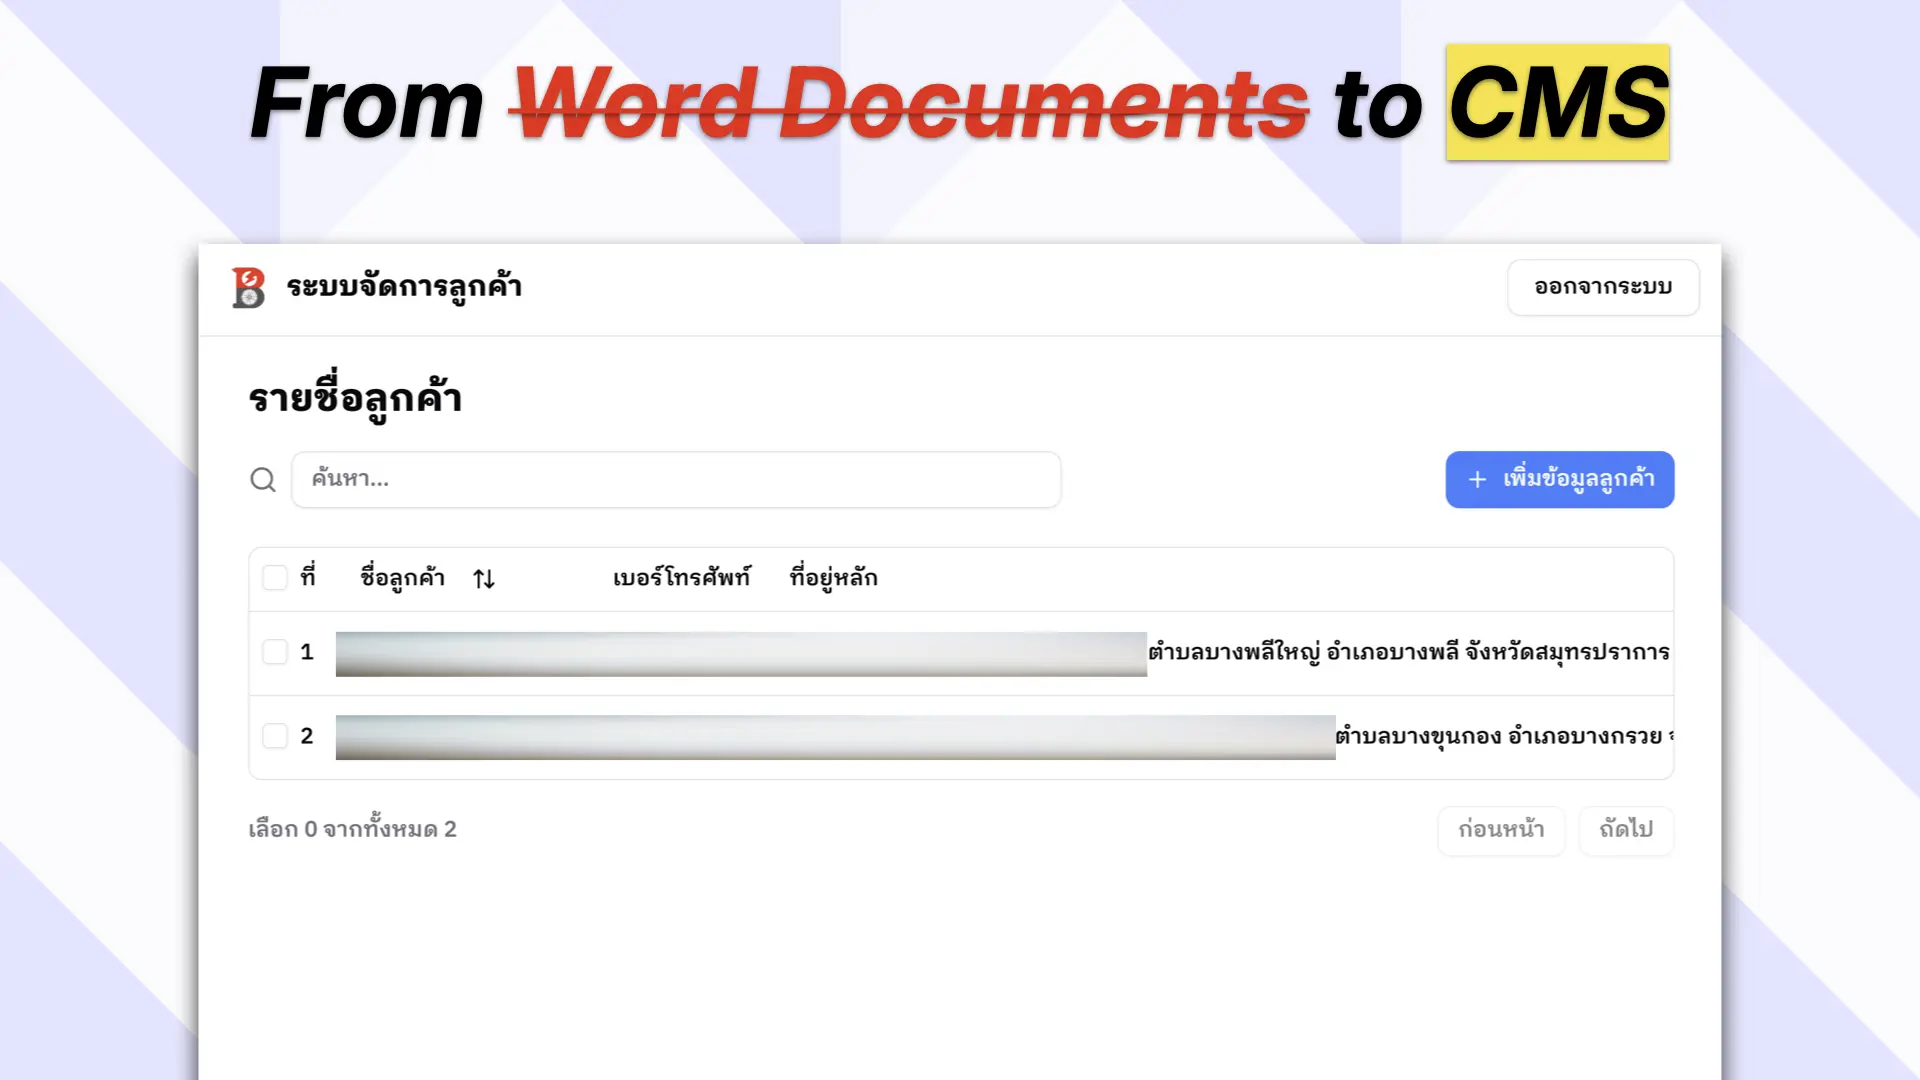 From Word Documents to CMS
ระบบจัดการลูกค้า
ออกจากระบบ
รายชื่อลูกค้า
ค้นหา...
+ เพิ่มข้อมูลลูกค้า
ที่ ชื่อลูกค้า เบอร์โทรศัพท์ ที่อยู่หลัก
1 ตำบลบางพลีใหญ่ อำเภอบางพลี จังหวัดสมุทรปราการ
2 ตำบลบางขุนกอง อำเภอบางกรวย
เลือก 0 จากทั้งหมด 2
ก่อนหน้า
ถัดไป